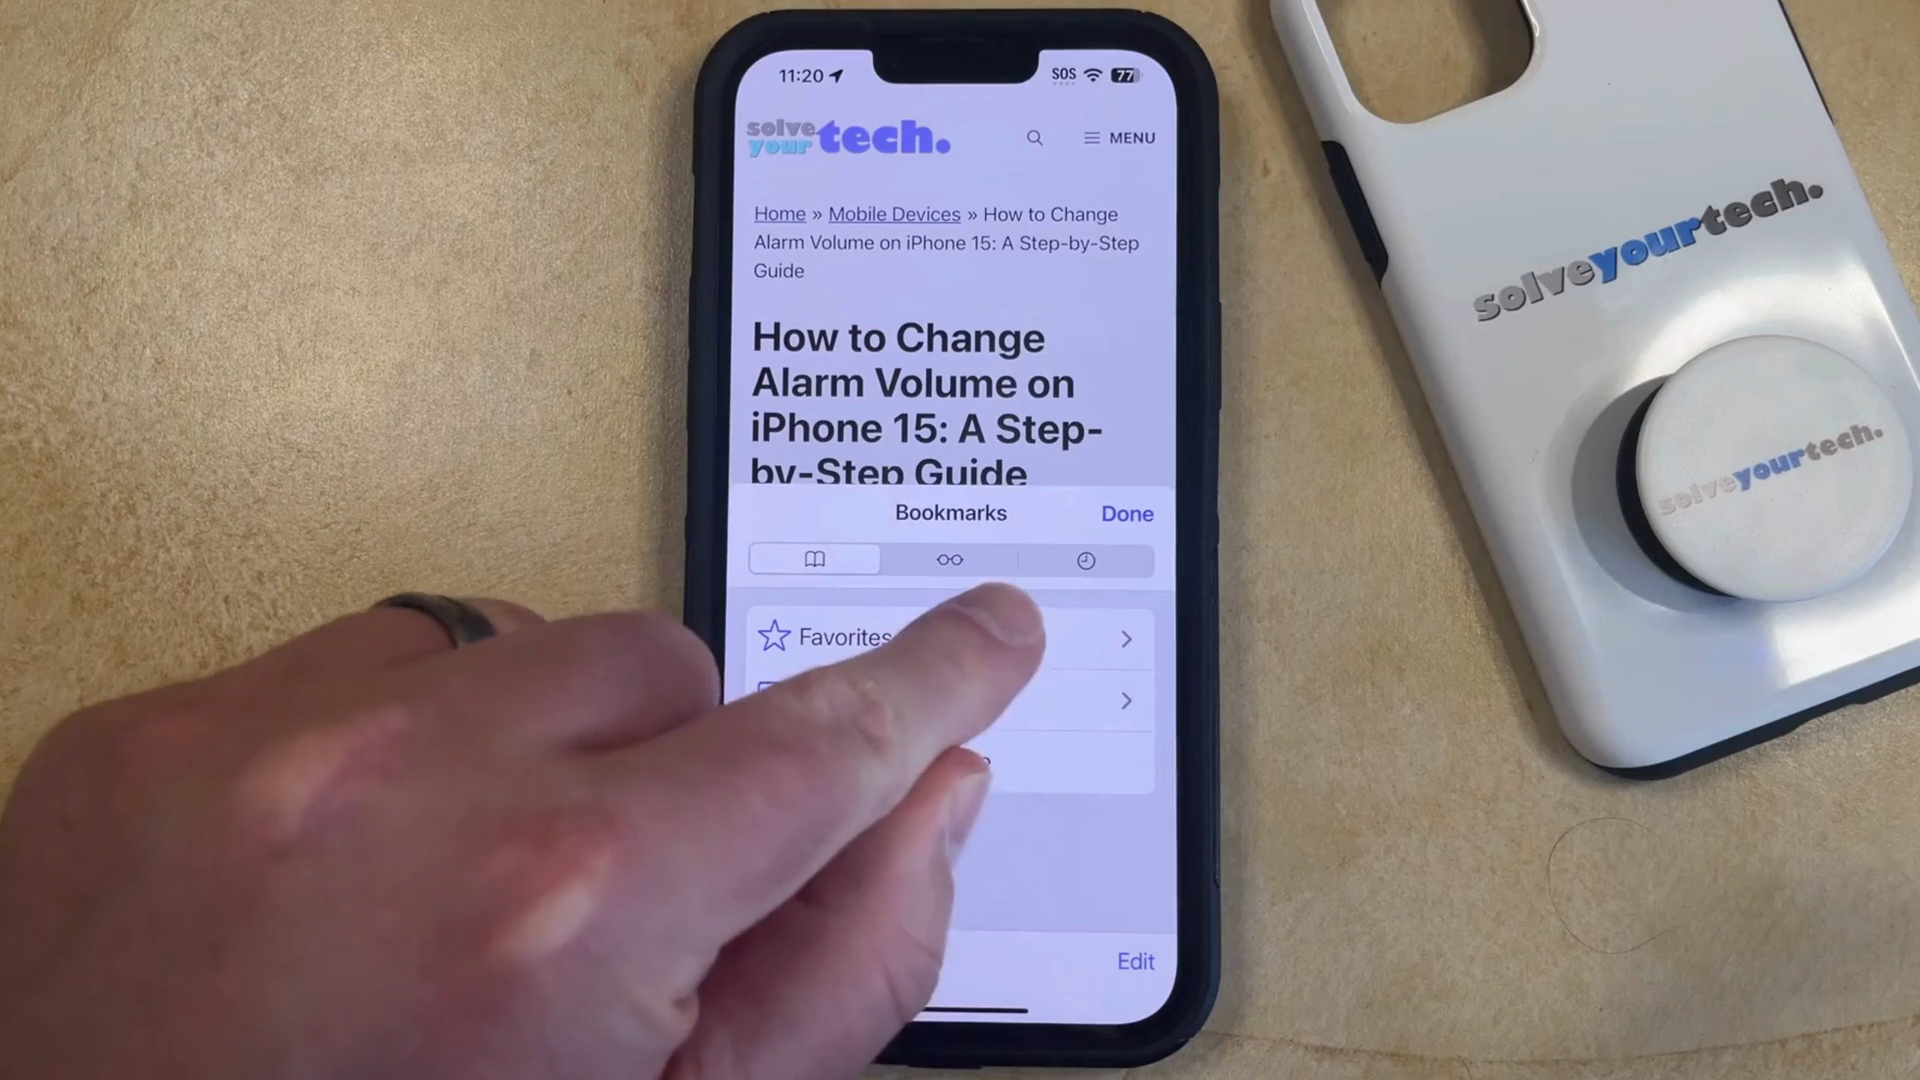 11:20
SOS
77
solve
your tech.
MENU
Home » Mobile Devices » How to Change
Alarm Volume on iPhone 15: A Step-by-Step
Guide
How to Change
Alarm Volume on
iPhone 15: A Step-
by-Step Guide
Bookmarks
Done
Favorites
Edit
solveyourtech.
solveyourtech.